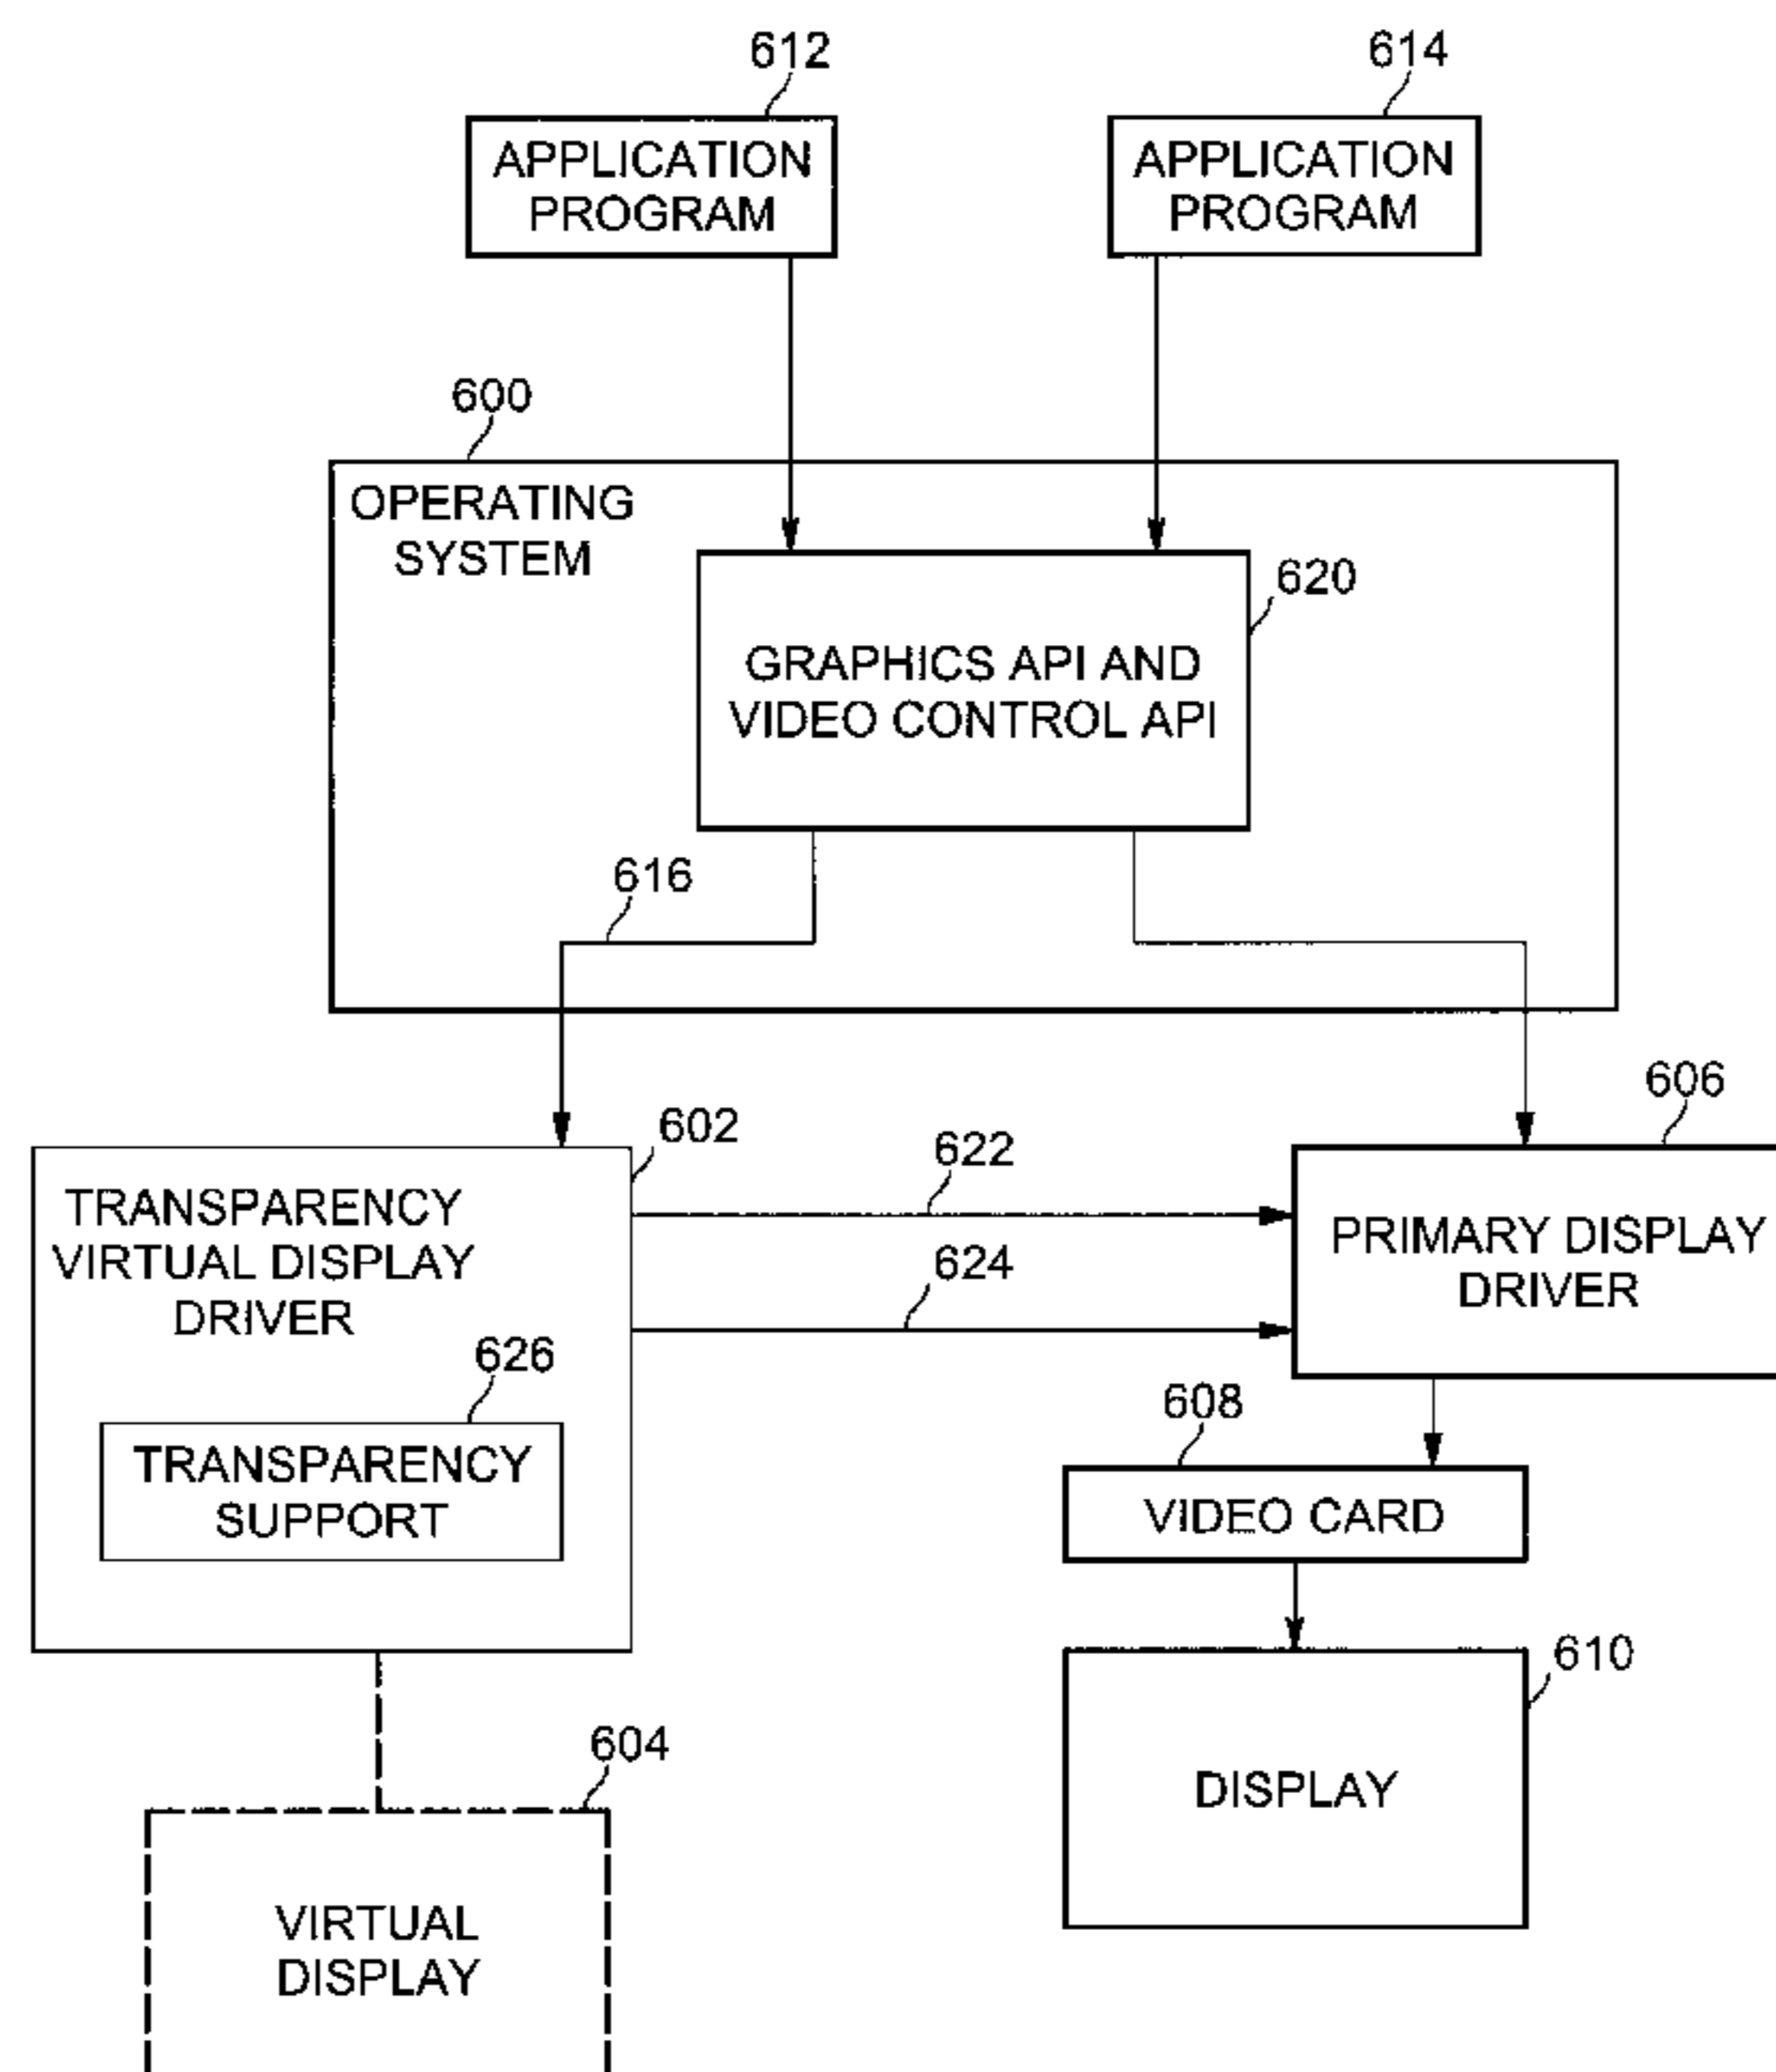 612
614
APPLICATION
PROGRAM
APPLICATION
PROGRAM
600
OPERATING
SYSTEM
620
GRAPHICS API AND
VIDEO CONTROL API
616
606
602
622
TRANSPARENCY
VIRTUAL DISPLAY
DRIVER
PRIMARY DISPLAY
DRIVER
624
626
608
TRANSPARENCY
SUPPORT
VIDEO CARD
610
604
DISPLAY
VIRTUAL
DISPLAY